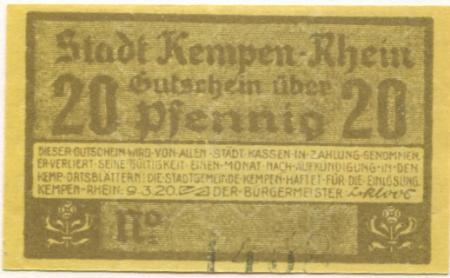 Stadt Kempen-Rhein
20 Gutschein über 20
Pfennig
DIESER GUTSCHEIN WIRD VON ALLEN STADT-KASSEN IN ZAHLUNG GENOMMEN.
ER VERLIERT SEINE GÜLTIGKEIT EINEN MONAT NACH AUFKÜNDIGUNG IN DEN
KEMP. ORTSBLÄTTERN: DIE STADTGEMEINDE KEMPEN HAFTET FÜR DIE EINLÖSUNG
KEMPEN-RHEIN: 9.3.20. DER BÜRGERMEISTER:
No